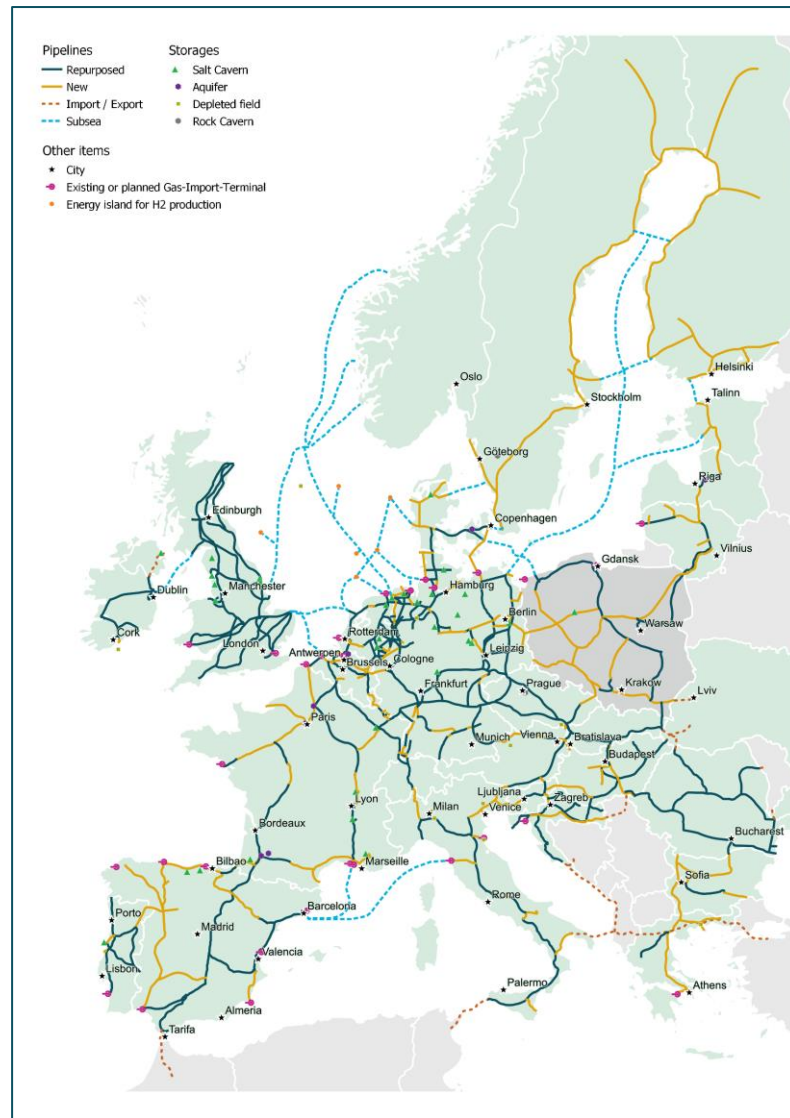 Pipelines
Repurposed
New
Import / Export
Subsea
Storages
Salt Cavern
Aquifer
Depleted field
Rock Cavern
Other items
City
Existing or planned Gas-Import-Terminal
Energy island for H2 production
Oslo
Helsinki
Stockholm
Talinn
Göteborg
Riga
Edinburgh
Copenhagen
Vilnius
Gdansk
Dublin
Manchester
Hamburg
Berlin
Warsaw
Cork
London
Rotterdam
Antwerpen
Brussels
Cologne
Leipzig
Frankfurt
Prague
Krakow
Lviv
Paris
Munich
Vienna
Bratislava
Budapest
Ljubljana
Zagreb
Lyon
Milan
Venice
Bordeaux
Bucharest
Bilbao
Marseille
Sofia
Porto
Barcelona
Rome
Madrid
Valencia
Lisbon
Palermo
Athens
Almeria
Tarifa